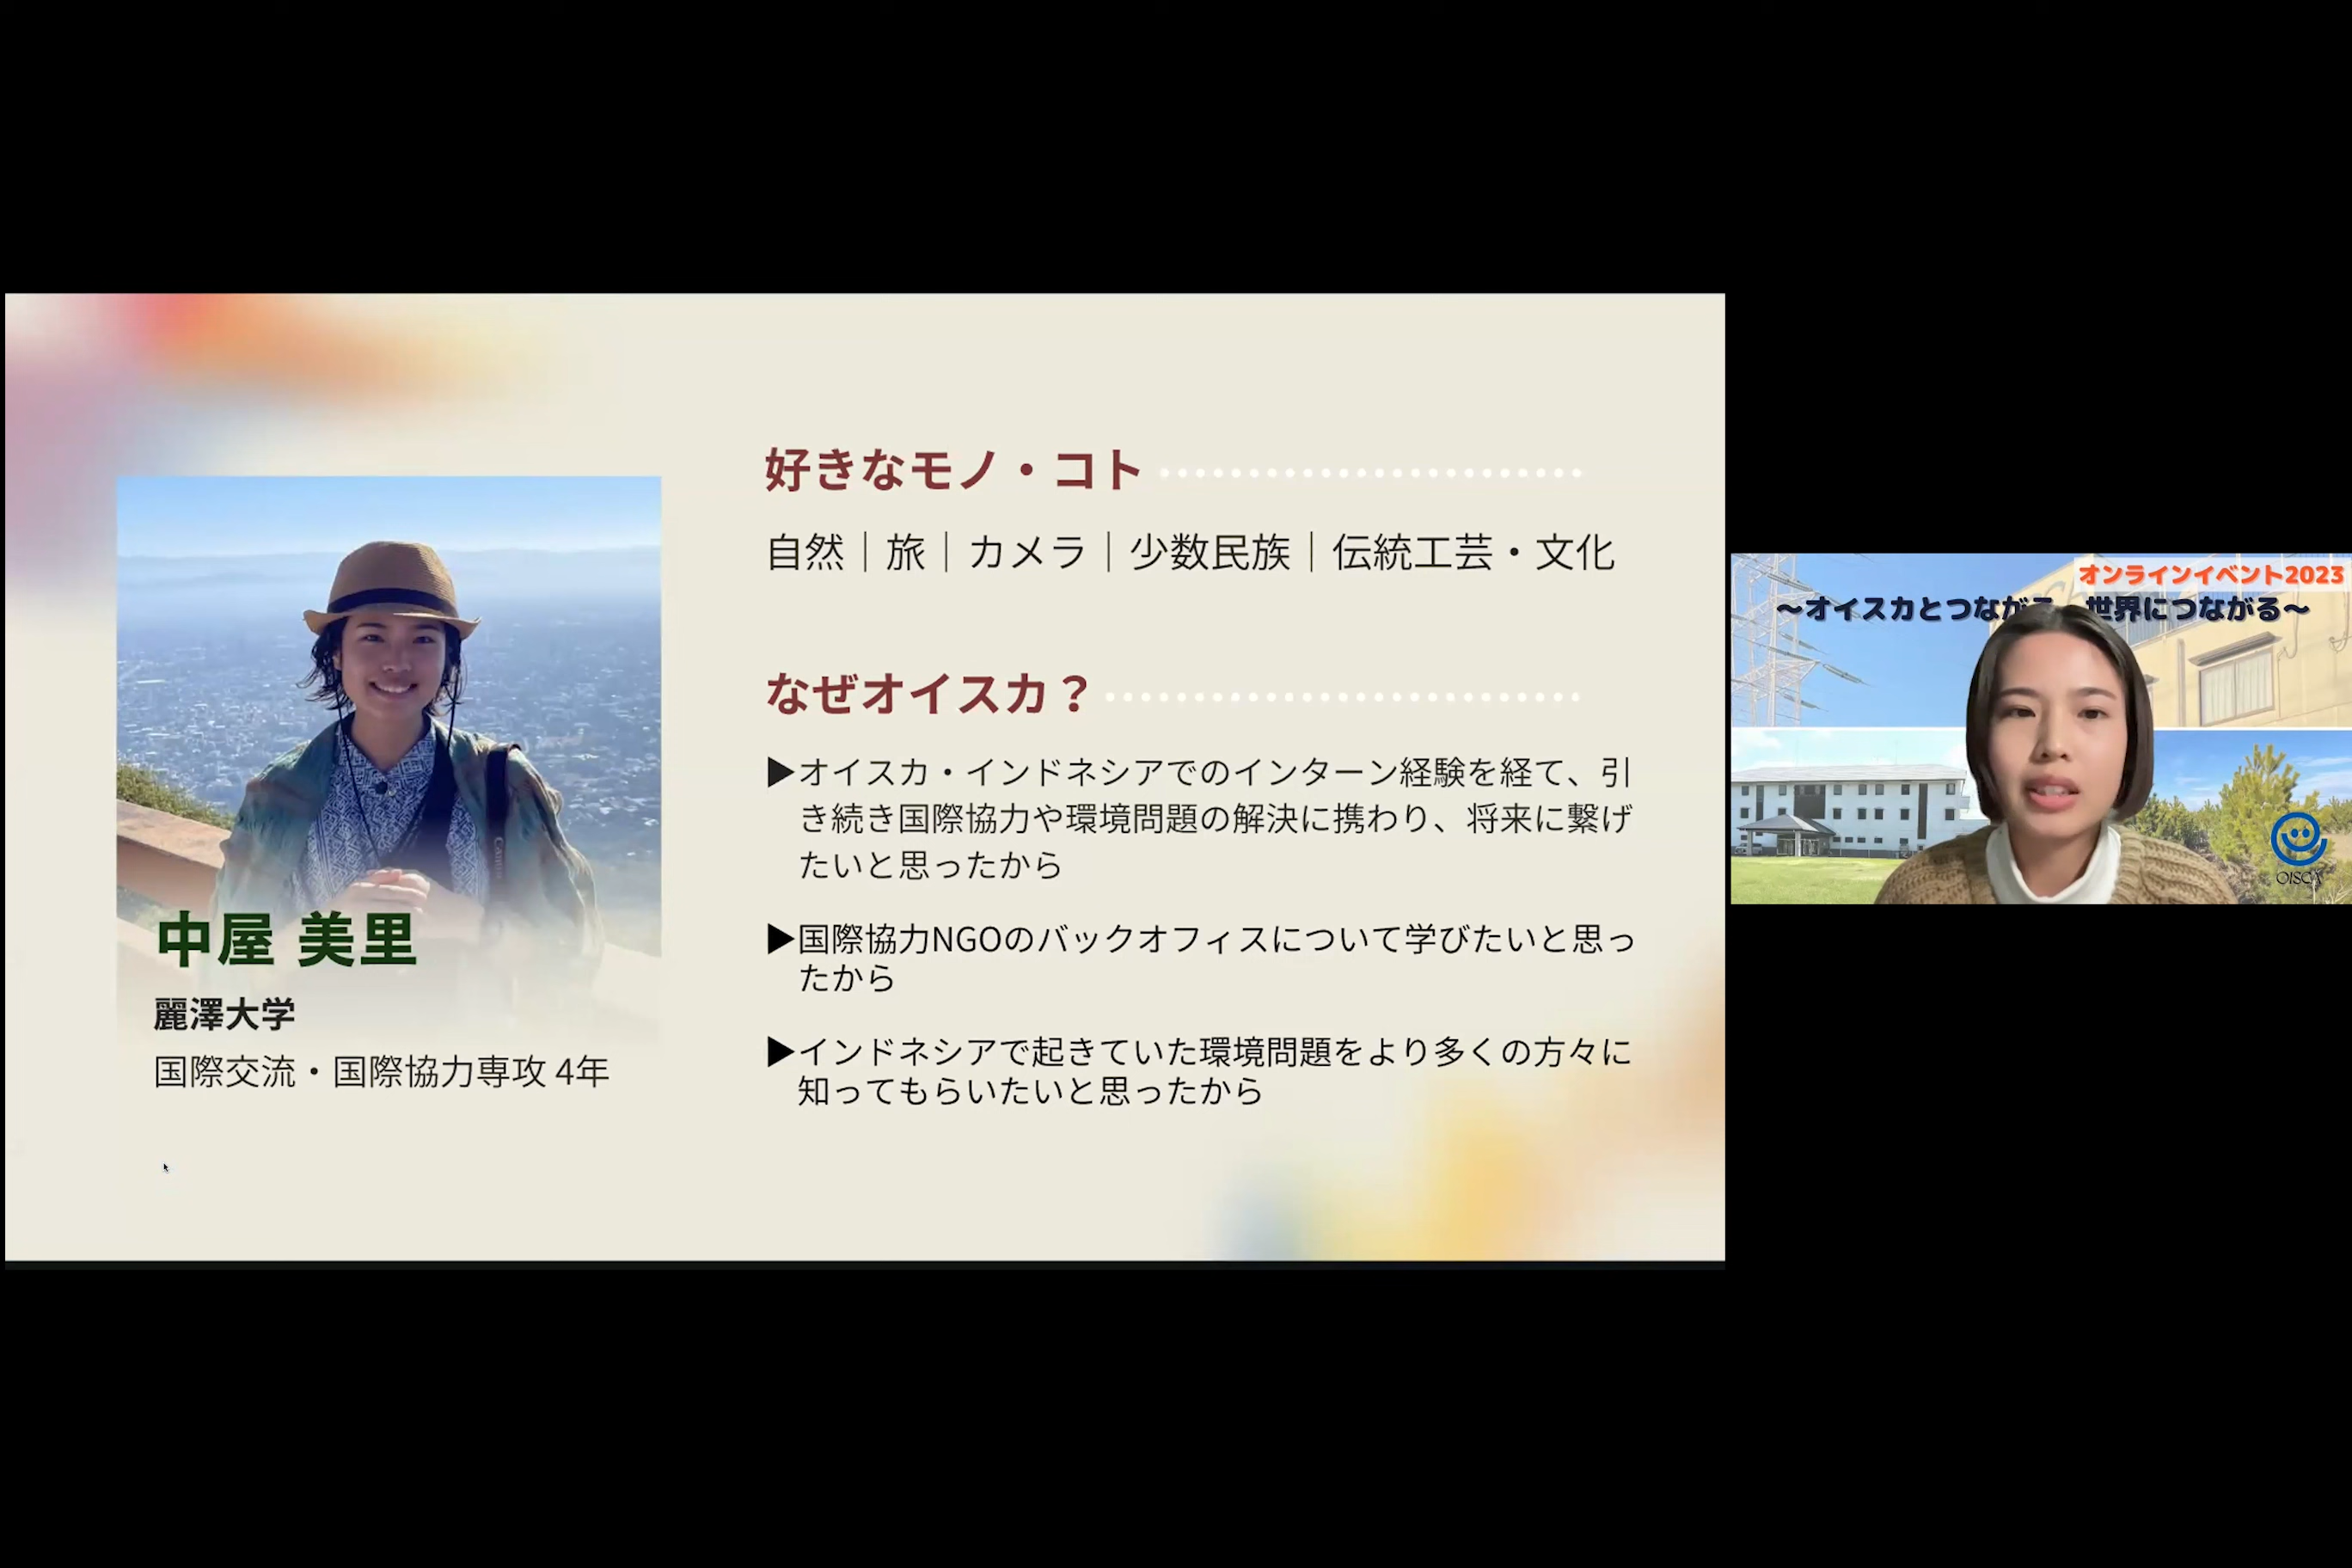 好きなモノ・コト
自然｜旅｜カメラ｜少数民族｜伝統工芸・文化
なぜオイスカ？
▶オイスカ・インドネシアでのインターン経験を経て、引
き続き国際協力や環境問題の解決に携わり、将来に繋げ
たいと思ったから
▶国際協力NGOのバックオフィスについて学びたいと思っ
たから
▶インドネシアで起きていた環境問題をより多くの方々に
知ってもらいたいと思ったから
中屋 美里
麗澤大学
国際交流・国際協力専攻 4年
オンラインイベント2023
～オイスカとつながる 世界につながる～
OISCA